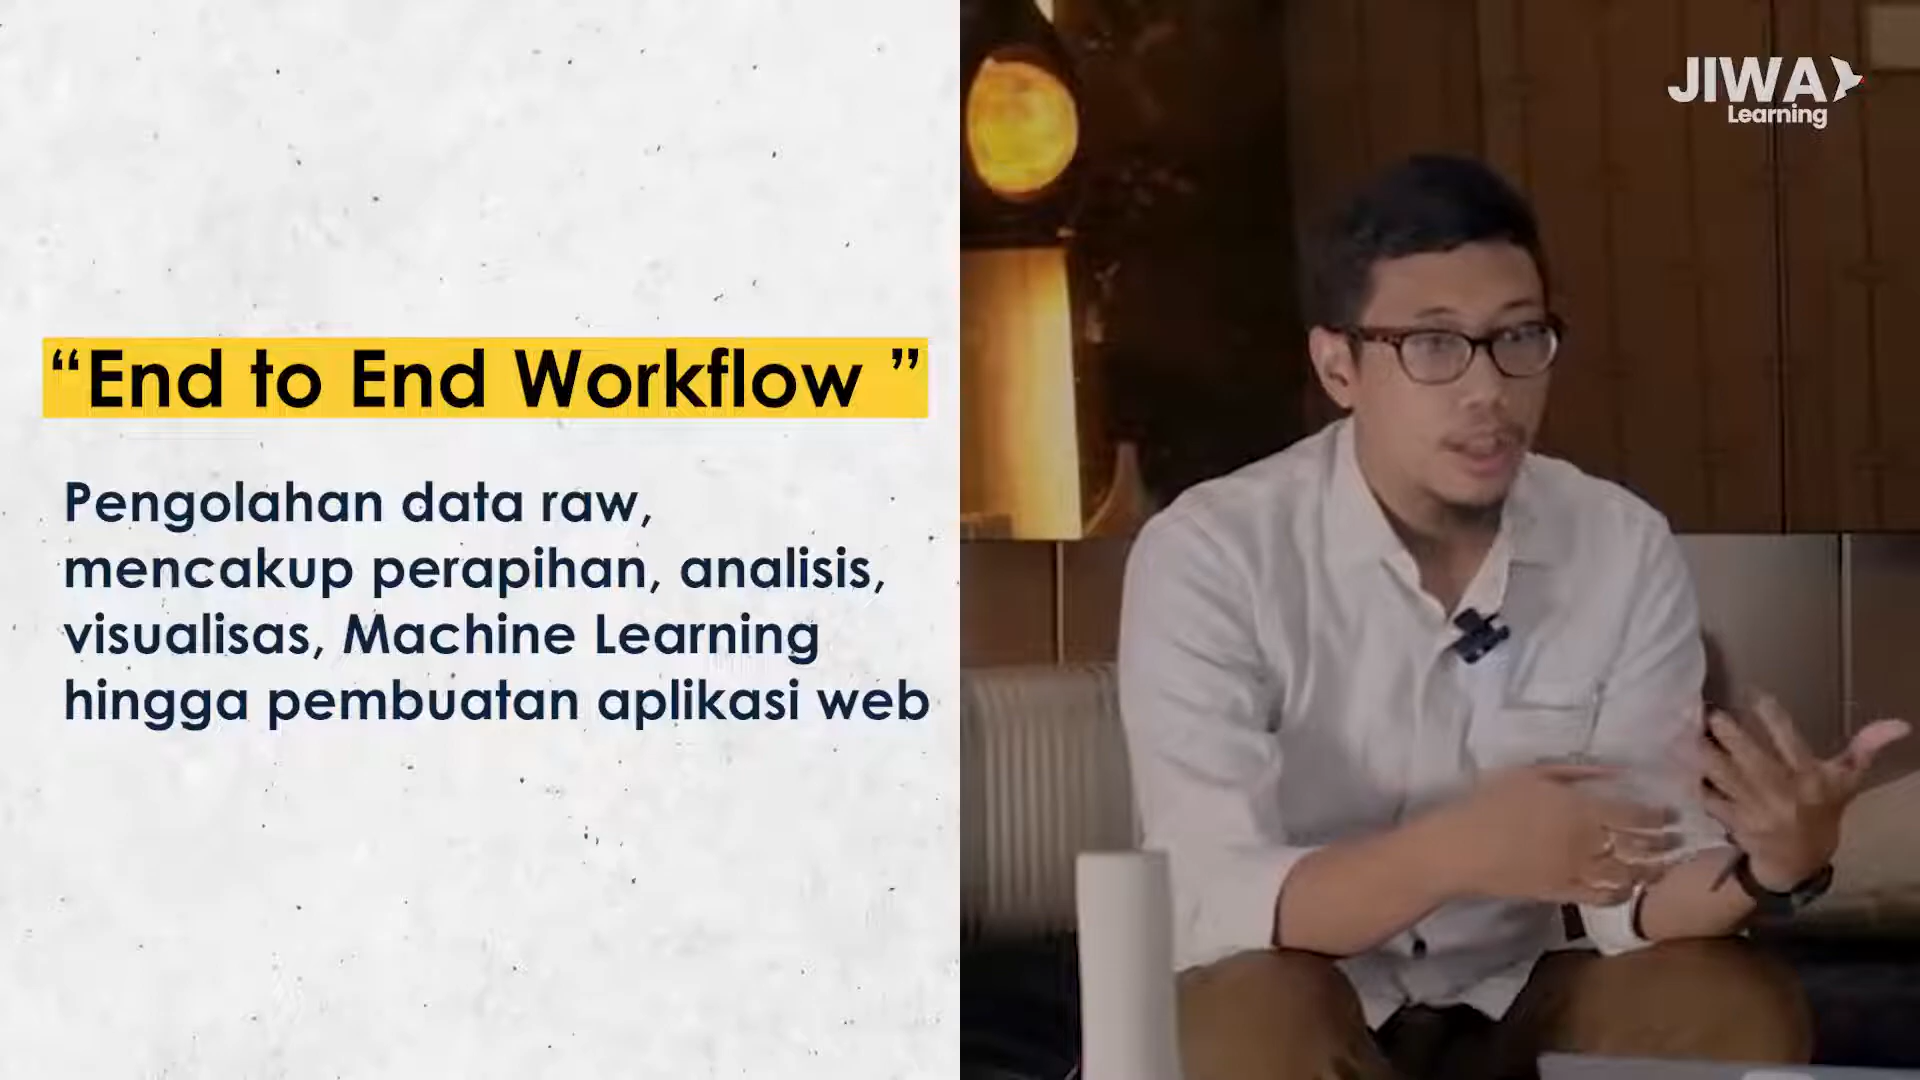 “End to End Workflow ”
Pengolahan data raw,
mencakup perapihan, analisis,
visualisas, Machine Learning
hingga pembuatan aplikasi web
JIWA
Learning